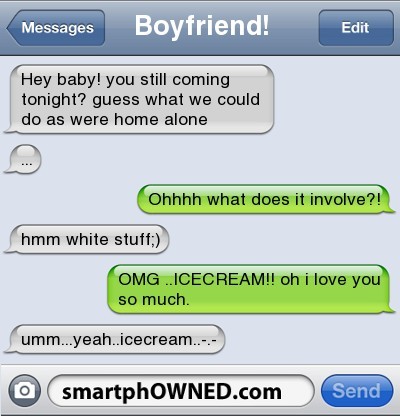 Messages
Boyfriend!
Edit
Hey baby! you still coming
tonight? guess what we could
do as were home alone
...
Ohhhh what does it involve?!
hmm white stuff;)
OMG ..ICECREAM!! oh i love you
so much.
umm...yeah..icecream..-.-
smartphOWNED.com
Send